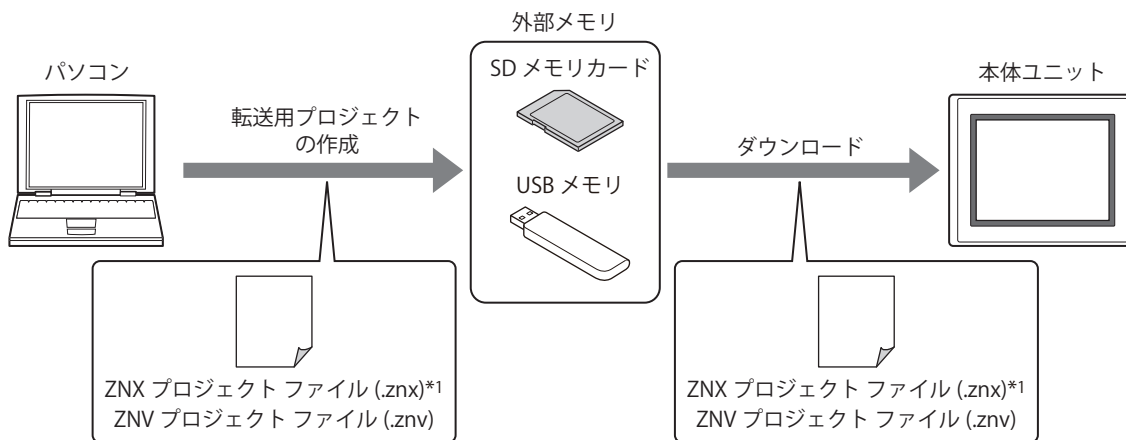 外部メモリ
パソコン
SD メモリカード
本体ユニット
転送用プロジェクト
の作成
ダウンロード
USB メモリ
ZNX プロジェクト ファイル (.znx)*1
ZNV プロジェクト ファイル (.znv)
ZNX プロジェクト ファイル (.znx)*1
ZNV プロジェクト ファイル (.znv)